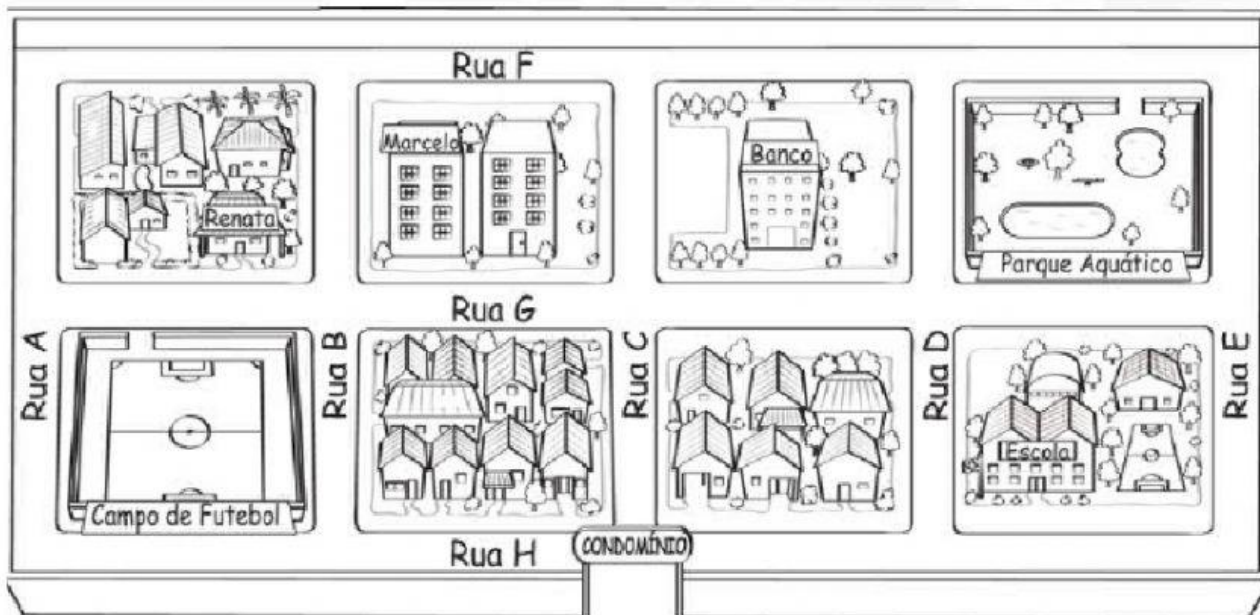 Rua F
Marcelo
Banco
Renata
Parque Aquático
Rua G
Rua A
Rua B
Rua C
Rua D
Rua E
Escola
Campo de Futebol
Rua H
CONDOMÍNIO